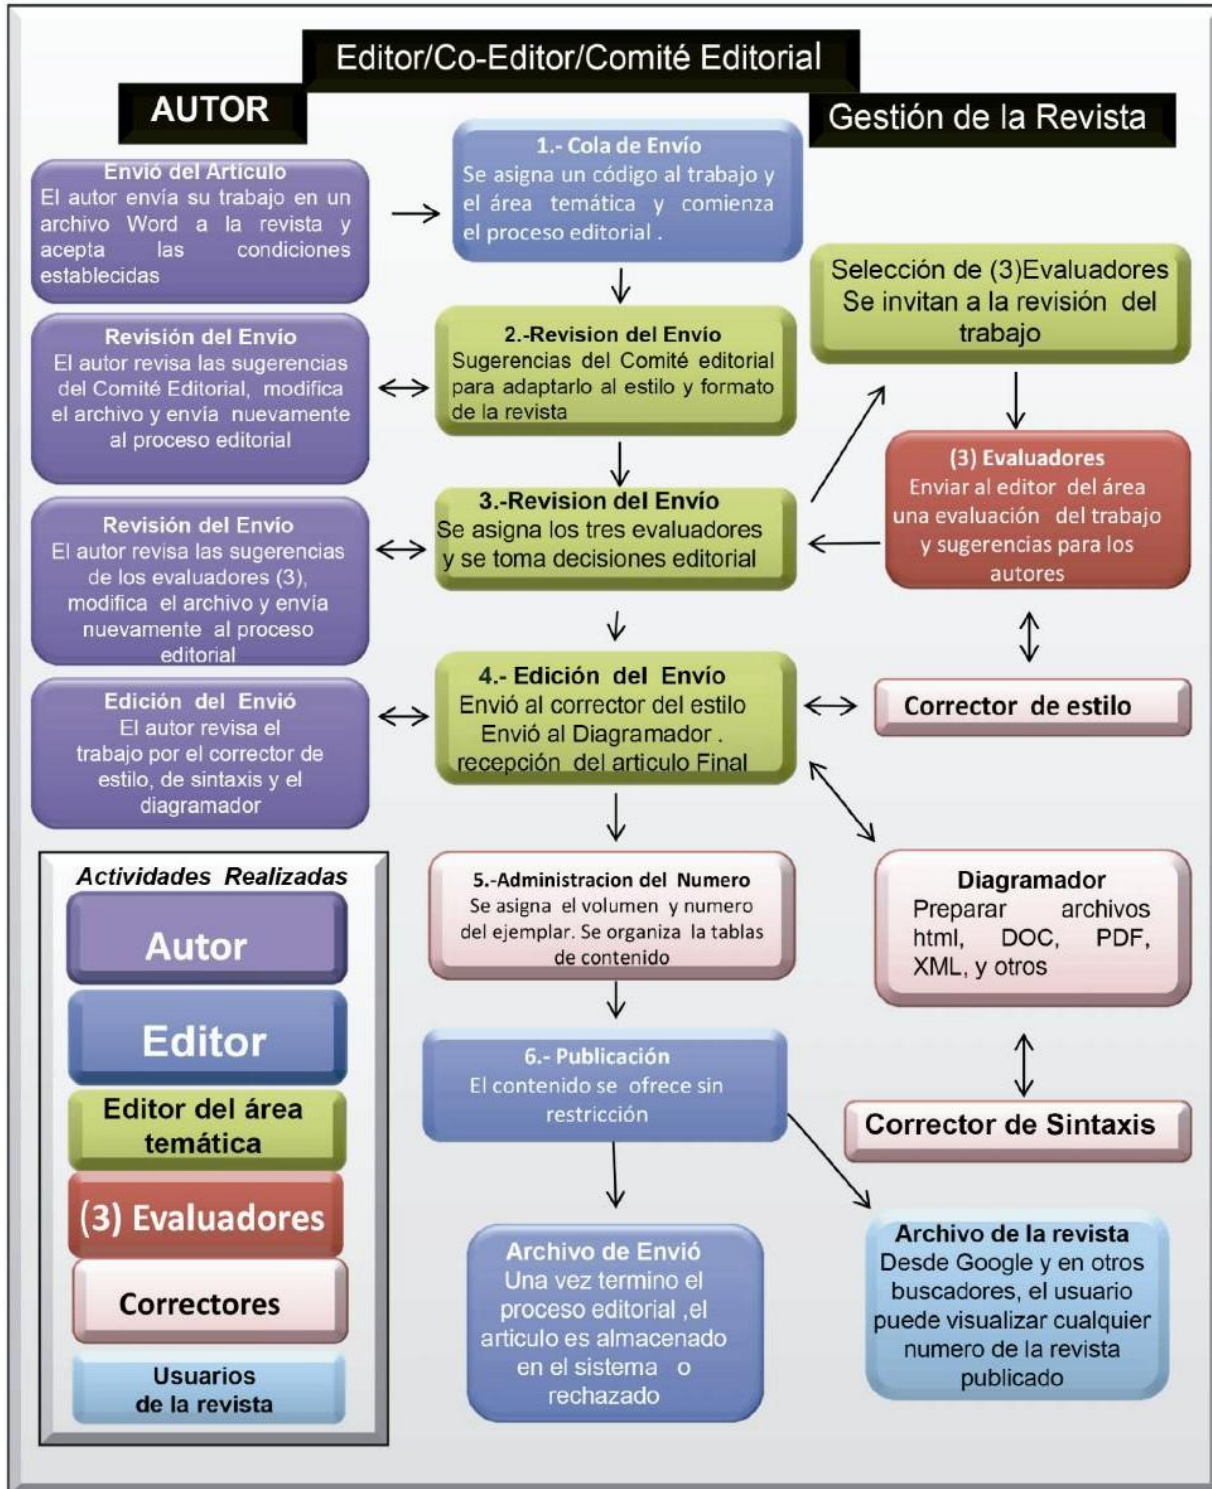 Editor/Co-Editor/Comité Editorial
AUTOR
Gestión de la Revista
Envió del Artículo
El autor envía su trabajo en un
archivo Word a la revista y
acepta las condiciones
establecidas
1.- Cola de Envío
Se asigna un código al trabajo y
el área temática y comienza
el proceso editorial .
Selección de (3)Evaluadores
Se invitan a la revisión del
trabajo
Revisión del Envío
El autor revisa las sugerencias
del Comité Editorial, modifica
el archivo y envía nuevamente
al proceso editorial
2.-Revision del Envío
Sugerencias del Comité editorial
para adaptarlo al estilo y formato
de la revista
(3) Evaluadores
Enviar al editor del área
una evaluación del trabajo
y sugerencias para los
autores
Revisión del Envío
El autor revisa las sugerencias
de los evaluadores (3),
modifica el archivo y envía
nuevamente al proceso
editorial
3.-Revision del Envío
Se asigna los tres evaluadores
y se toma decisiones editorial
Edición del Envió
El autor revisa el
trabajo por el corrector de
estilo, de sintaxis y el
diagramador
4.- Edición del Envío
Envió al corrector del estilo
Envió al Diagramador .
recepción del articulo Final
Corrector de estilo
5.-Administracion del Numero
Se asigna el volumen y numero
del ejemplar. Se organiza la tablas
de contenido
Diagramador
Preparar archivos
html, DOC, PDF,
XML, y otros
6.- Publicación
El contenido se ofrece sin
restricción
Corrector de Sintaxis
Archivo de Envió
Una vez termino el
proceso editorial ,el
articulo es almacenado
en el sistema o
rechazado
Archivo de la revista
Desde Google y en otros
buscadores, el usuario
puede visualizar cualquier
numero de la revista
publicado
Actividades Realizadas
Autor
Editor
Editor del área
temática
(3) Evaluadores
Correctores
Usuarios
de la revista